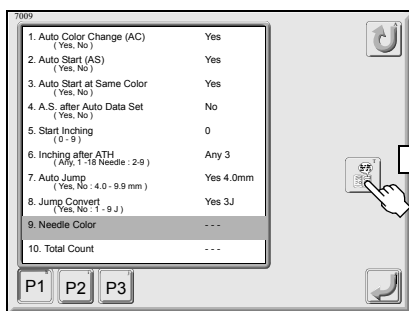 7009
1. Auto Color Change (AC) Yes
( Yes, No )
2. Auto Start (AS) Yes
( Yes, No )
3. Auto Start at Same Color Yes
( Yes, No )
4. A.S. after Auto Data Set No
( Yes, No )
5. Start Inching 0
( 0 - 9 )
6. Inching after ATH Any 3
( Any, 1 -18 Needle : 2-9 )
7. Auto Jump Yes 4.0mm
( Yes, No : 4.0 - 9.9 mm )
8. Jump Convert Yes 3J
( Yes, No : 1 - 9 J )
9. Needle Color - - -
10. Total Count - - -
P1 P2 P3